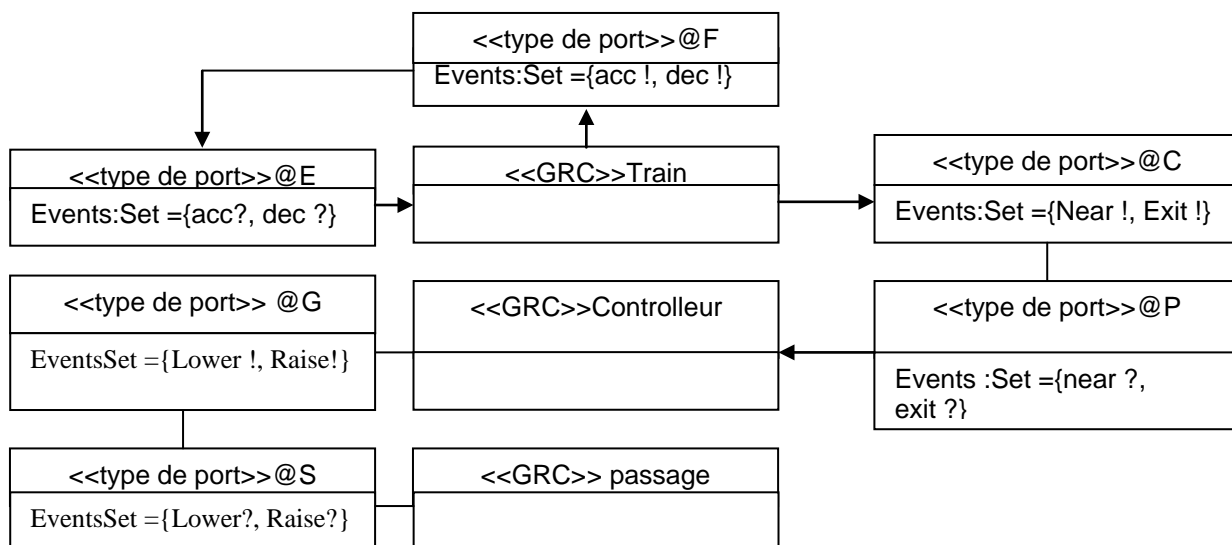 <<type de port>>@F
Events:Set ={acc !, dec !}
<<type de port>>@E
Events:Set ={acc?, dec ?}
<<GRC>>Train
<<type de port>>@C
Events:Set ={Near !, Exit !}
<<type de port>> @G
EventsSet ={Lower !, Raise!}
<<GRC>>Controlleur
<<type de port>>@P
Events :Set ={near ?,
exit ?}
<<type de port>>@S
EventsSet ={Lower?, Raise?}
<<GRC>> passage